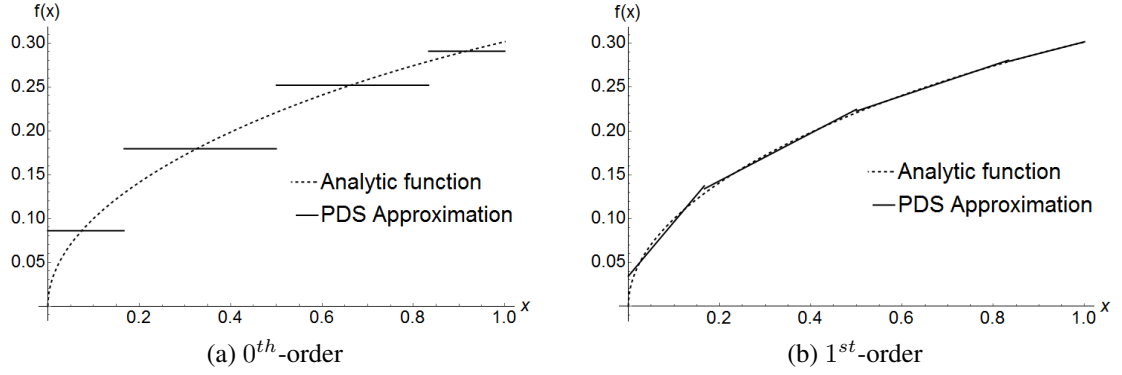 f(x)
0.30
0.25
0.20
0.15
0.10
0.05
0.2 0.4 0.6 0.8 1.0 x
Analytic function
PDS Approximation
(a) 0th-order
f(x)
0.30
0.25
0.20
0.15
0.10
0.05
0.2 0.4 0.6 0.8 1.0 x
Analytic function
PDS Approximation
(b) 1st-order